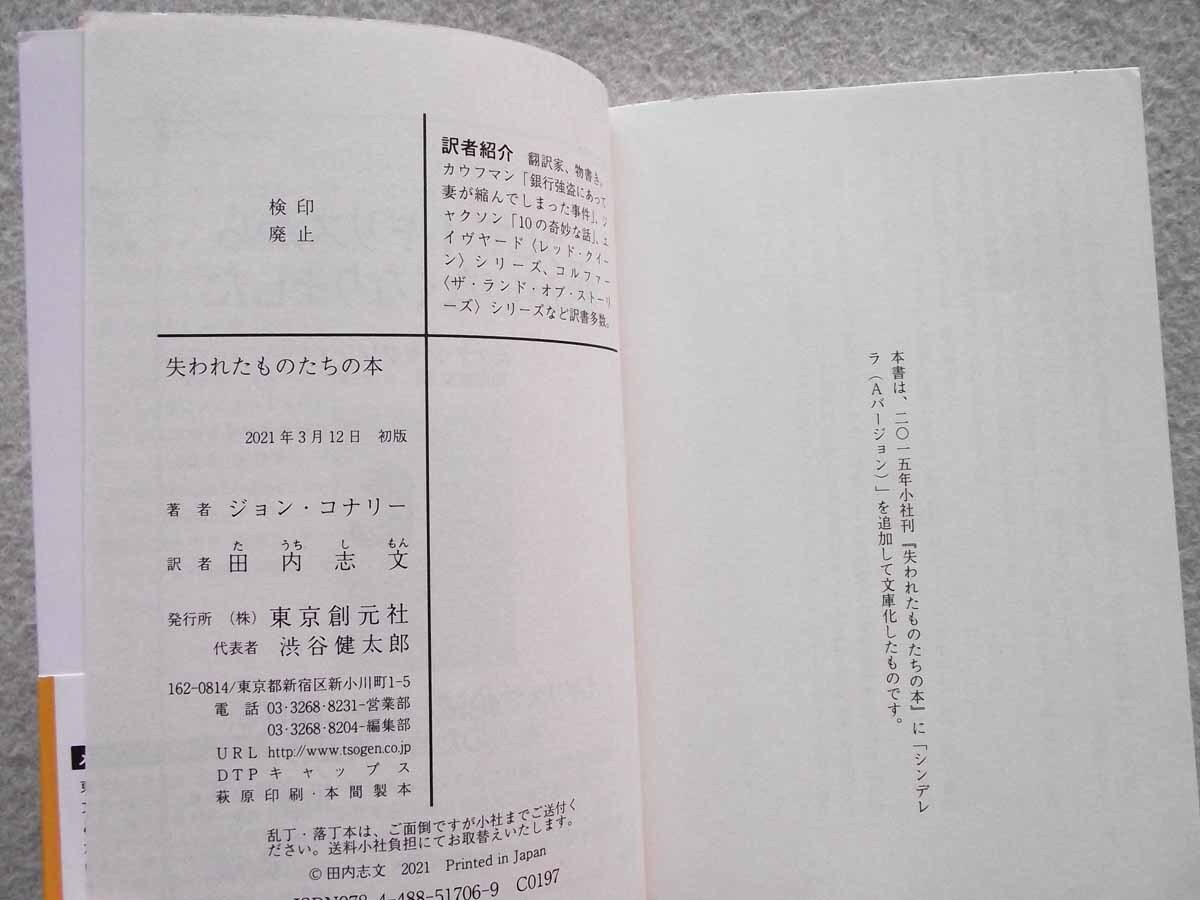 検印
廃止
訳者紹介 翻訳家、物書き。
カウフマン「銀行強盗にあって
妻が縮んでしまった事件」、ジ
ャクソン「10の奇妙な話」、エ
イヴヤード〈レッド・クイー
ン〉シリーズ、コルファー
〈ザ・ランド・オブ・ストーリ
ーズ〉シリーズなど訳書多数。
失われたものたちの本
2021年3月12日 初版
著者 ジョン・コナリー
た うち し もん
訳者 田内志文
発行所 (株) 東京創元社
代表者 渋谷健太郎
162-0814/東京都新宿区新小川町1-5
電話 03・3268・8231-営業部
03・3268・8204-編集部
URL http://www.tsogen.co.jp
DTP キャップス
萩原印刷・本間製本
乱丁・落丁本は、ご面倒ですが小社までご送付く
ださい。送料小社負担にてお取替えいたします。
©田内志文 2021 Printed in Japan
ISBN978-4-488-51706-9 C0197
本書は、二〇一五年小社刊『失われたものたちの本』に「シンデレ
ラ(Aバージョン)」を追加して文庫化したものです。